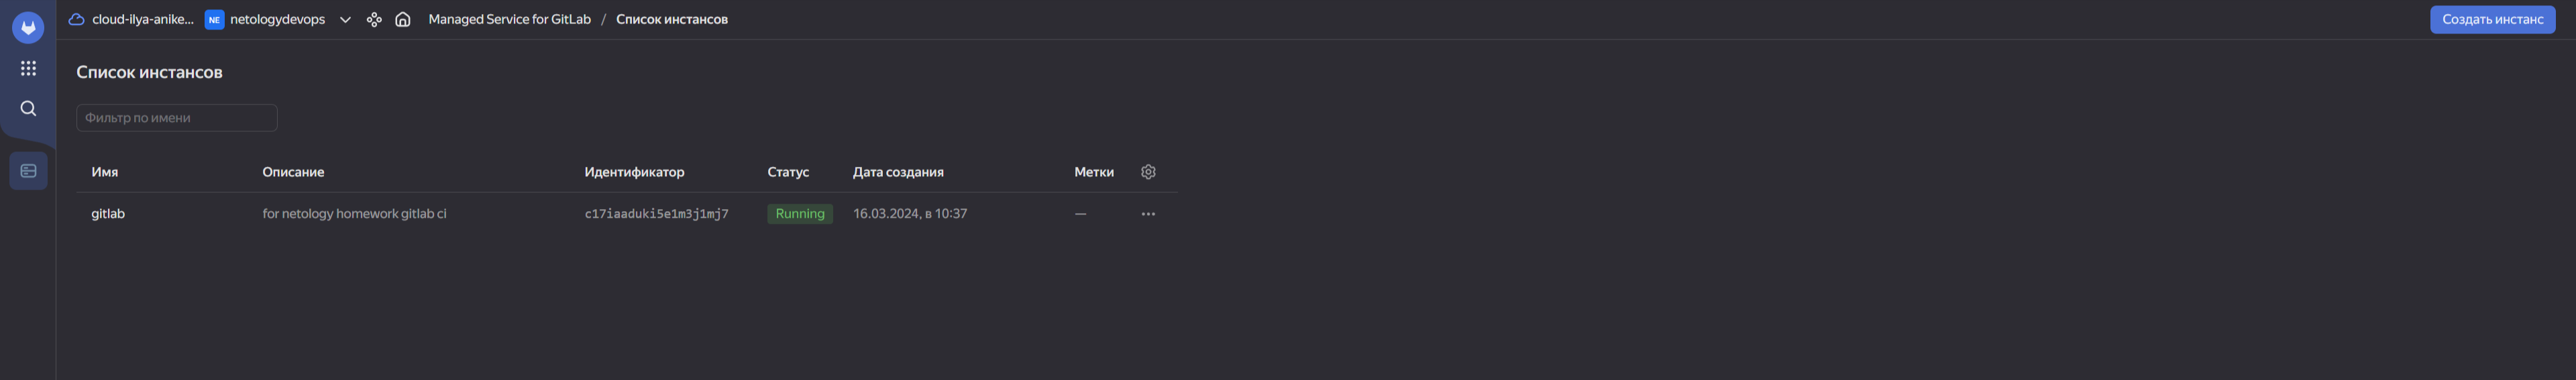 cloud-ilya-anike... NE netologydevops Managed Service for GitLab / Список инстансов Создать инстанс
Список инстансов
Фильтр по имени
Имя Описание Идентификатор Статус Дата создания Метки
gitlab for netology homework gitlab ci c17iaaduki5e1m3j1mj7 Running 16.03.2024, в 10:37 —